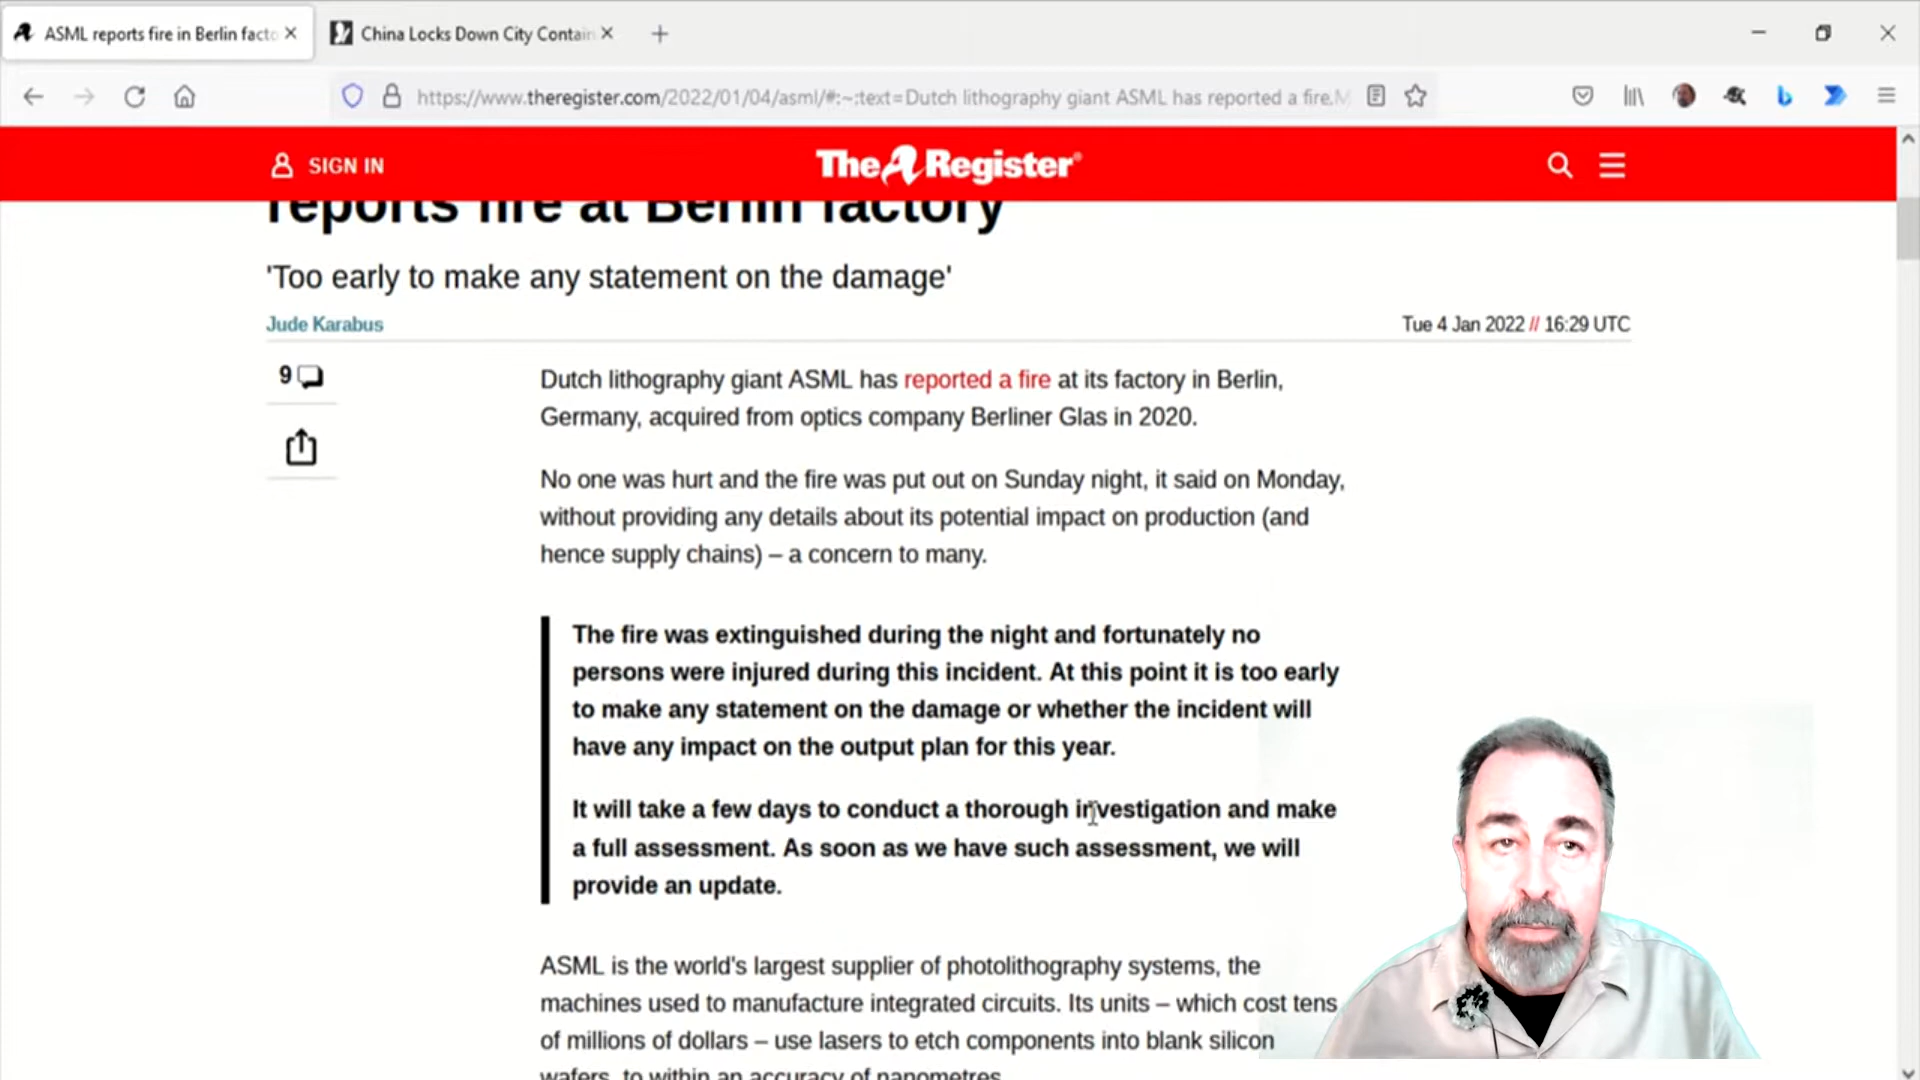 ASML reports fire in Berlin facto
China Locks Down City Contain
https://www.theregister.com/2022/01/04/asml/#:~:text=Dutch lithography giant ASML has reported a fire,M
SIGN IN
The Register
reports fire at Berlin factory
'Too early to make any statement on the damage'
Jude Karabus
Tue 4 Jan 2022 // 16:29 UTC
9
Dutch lithography giant ASML has reported a fire at its factory in Berlin,
Germany, acquired from optics company Berliner Glas in 2020.
No one was hurt and the fire was put out on Sunday night, it said on Monday,
without providing any details about its potential impact on production (and
hence supply chains) – a concern to many.
The fire was extinguished during the night and fortunately no
persons were injured during this incident. At this point it is too early
to make any statement on the damage or whether the incident will
have any impact on the output plan for this year.
It will take a few days to conduct a thorough investigation and make
a full assessment. As soon as we have such assessment, we will
provide an update.
ASML is the world's largest supplier of photolithography systems, the
machines used to manufacture integrated circuits. Its units – which cost tens
of millions of dollars – use lasers to etch components into blank silicon
wafers, to within an accuracy of nanometres.